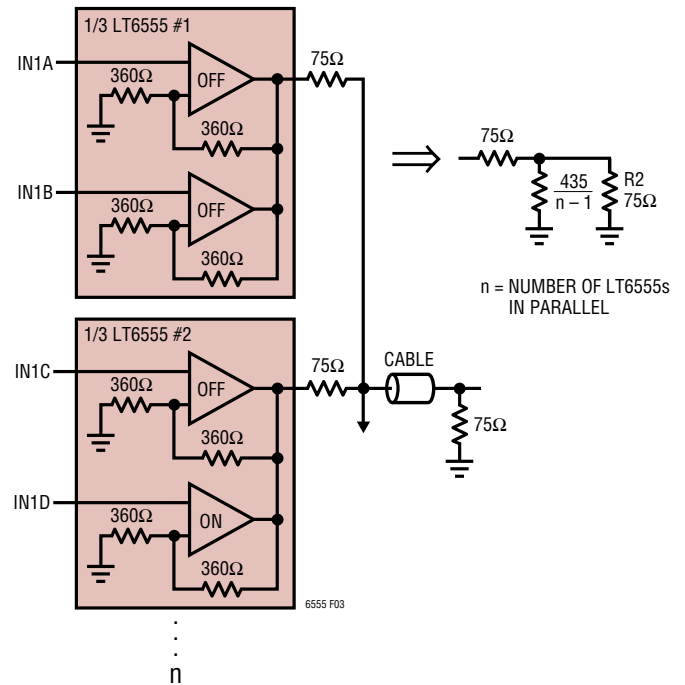 1/3 LT6555 #1
IN1A
360Ω
OFF
360Ω
75Ω
IN1B
360Ω
OFF
360Ω
75Ω
435
n – 1
R2
75Ω
n = NUMBER OF LT6555s
IN PARALLEL
1/3 LT6555 #2
IN1C
360Ω
OFF
360Ω
75Ω
CABLE
75Ω
IN1D
360Ω
ON
360Ω
6555 F03
n